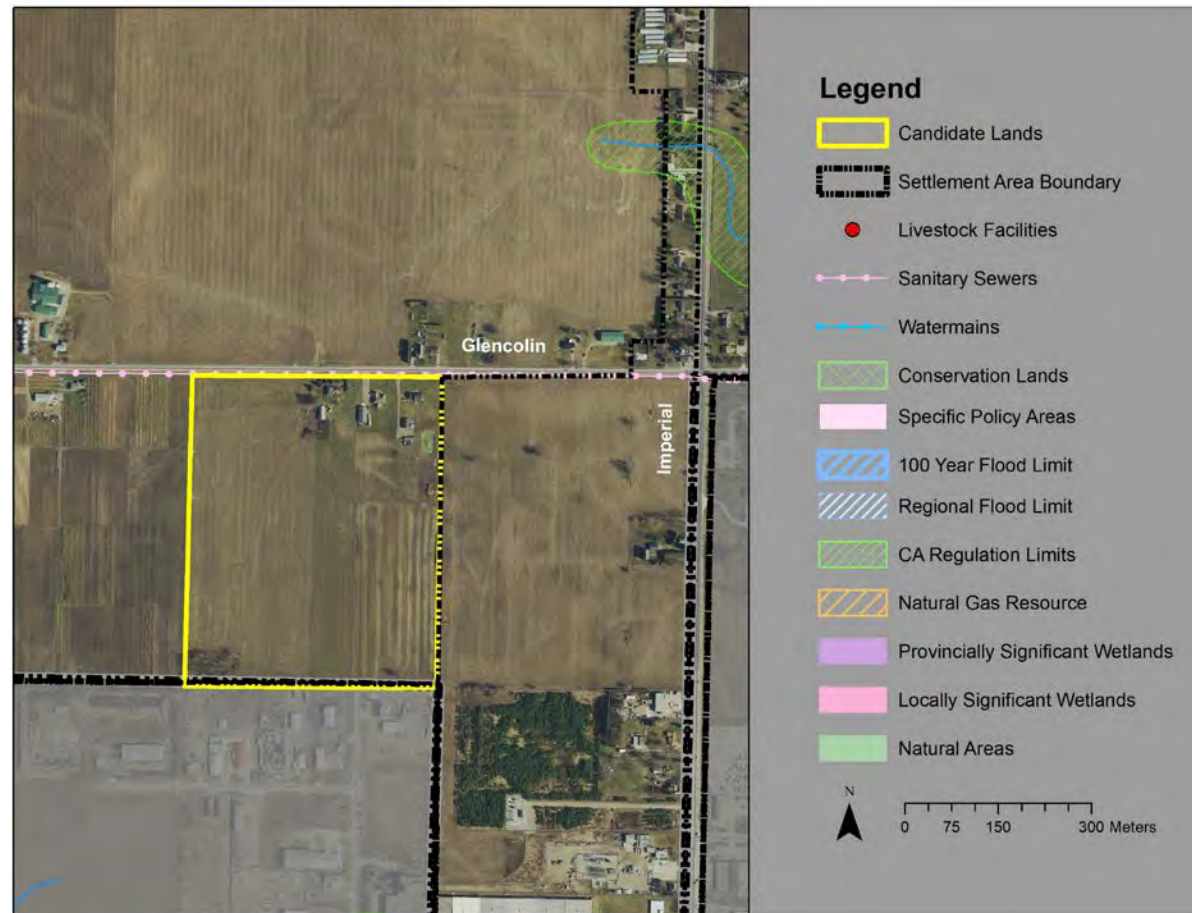 Glencolin
Imperial
Legend
Candidate Lands
Settlement Area Boundary
Livestock Facilities
Sanitary Sewers
Watermains
Conservation Lands
Specific Policy Areas
100 Year Flood Limit
Regional Flood Limit
CA Regulation Limits
Natural Gas Resource
Provincially Significant Wetlands
Locally Significant Wetlands
Natural Areas
N
0 75 150 300 Meters